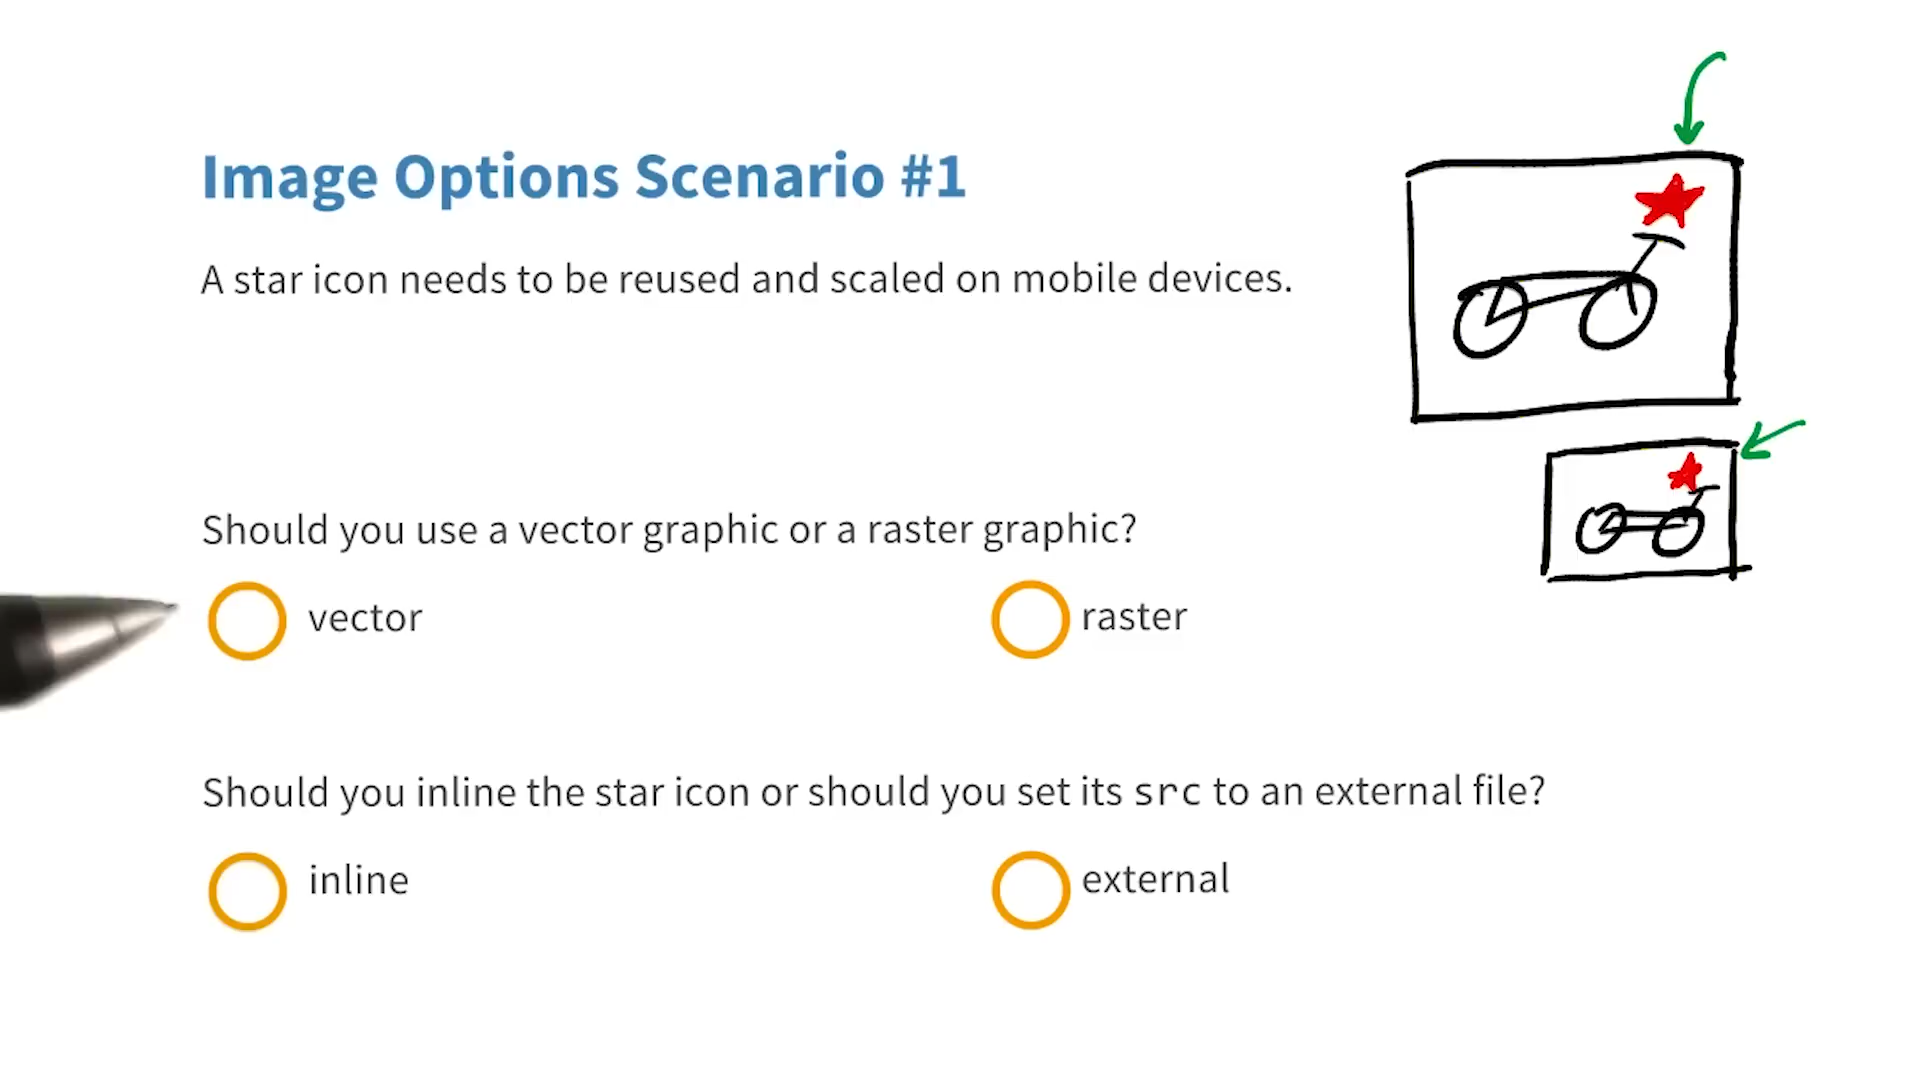 Image Options Scenario #1
A star icon needs to be reused and scaled on mobile devices.
Should you use a vector graphic or a raster graphic?
vector
raster
Should you inline the star icon or should you set its src to an external file?
inline
external